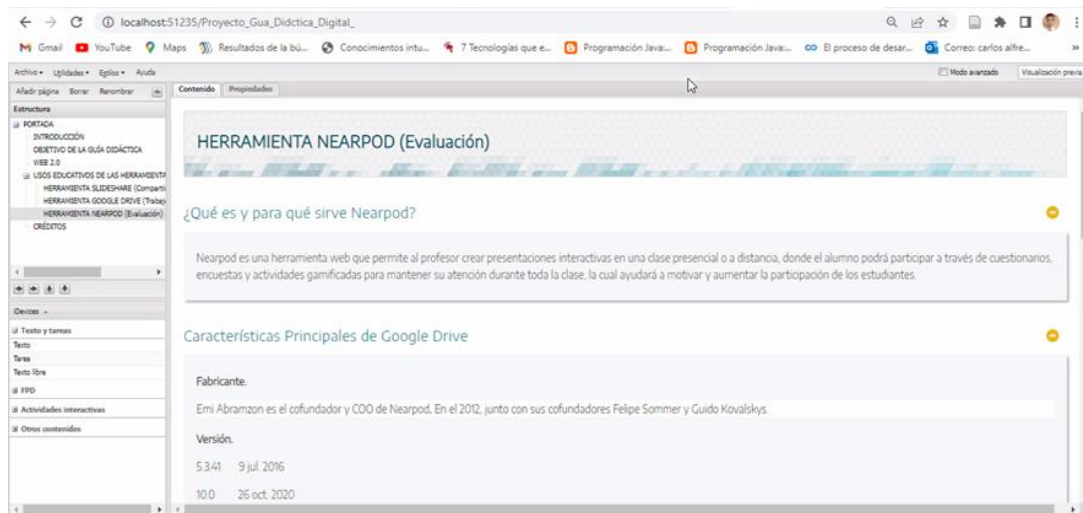 localhost:51235/Proyecto_Gua_Didctica_Digital_
Gmail YouTube Maps Resultados de la bú... Conocimientos intu... 7 Tecnologías que e... Programación Java:... Programación Java:... El proceso de desar... Correo: carlos alfre... »
Archivo Utilidades Estilos Ayuda Modo avanzado Visualización previa
Añadir página Borrar Renombrar Contenido Propiedades
Estructura
PORTADA
INTRODUCCIÓN
OBJETIVO DE LA GUÍA DIDÁCTICA
WEB 2.0
USOS EDUCATIVOS DE LAS HERRAMIENTA
HERRAMIENTA SLIDESHARE (Comparti
HERRAMIENTA GOOGLE DRIVE (Trabaj
HERRAMIENTA NEARPOD (Evaluación)
CRÉDITOS
iDevices
Texto y tareas
Texto
Tarea
Texto libre
FPD
Actividades interactivas
Otros contenidos
HERRAMIENTA NEARPOD (Evaluación)
¿Qué es y para qué sirve Nearpod?
Nearpod es una herramienta web que permite al profesor crear presentaciones interactivas en una clase presencial o a distancia, donde el alumno podrá participar a través de cuestionarios,
encuestas y actividades gamificadas para mantener su atención durante toda la clase, la cual ayudará a motivar y aumentar la participación de los estudiantes.
Características Principales de Google Drive
Fabricante.
Emi Abramzon es el cofundador y COO de Nearpod. En el 2012, junto con sus cofundadores Felipe Sommer y Guido Kovalskys.
Versión.
5.3.41 9 jul. 2016
10.0 26 oct. 2020